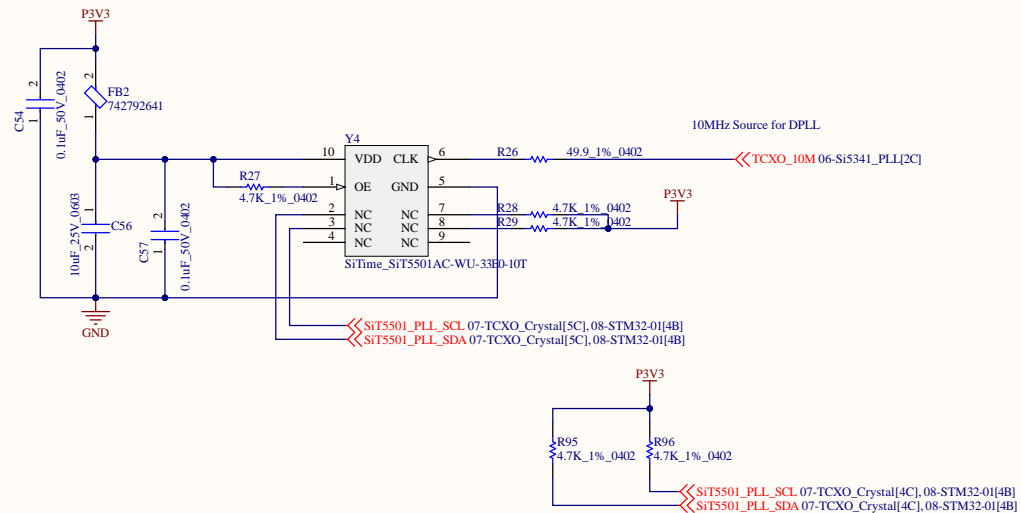 P3V3
2
FB2
742792641
1
2
C54
1
0.1uF_50V_0402
10MHz Source for DPLL
Y4
10 VDD CLK 6
R26 49.9_1%_0402
TCXO_10M 06-Si5341_PLL[2C]
R27
4.7K_1%_0402
1 OE GND 5
2 NC NC 7
R28 4.7K_1%_0402
P3V3
3 NC NC 8
R29 4.7K_1%_0402
4 NC NC 9
SiTime_SiT5501AC-WU-33E0-10T
1
C56
2
10uF_25V_0603
2
C57
1
0.1uF_50V_0402
GND
SiT5501_PLL_SCL 07-TCXO_Crystal[5C], 08-STM32-01[4B]
SiT5501_PLL_SDA 07-TCXO_Crystal[5C], 08-STM32-01[4B]
P3V3
R95
4.7K_1%_0402
R96
4.7K_1%_0402
SiT5501_PLL_SCL 07-TCXO_Crystal[4C], 08-STM32-01[4B]
SiT5501_PLL_SDA 07-TCXO_Crystal[4C], 08-STM32-01[4B]